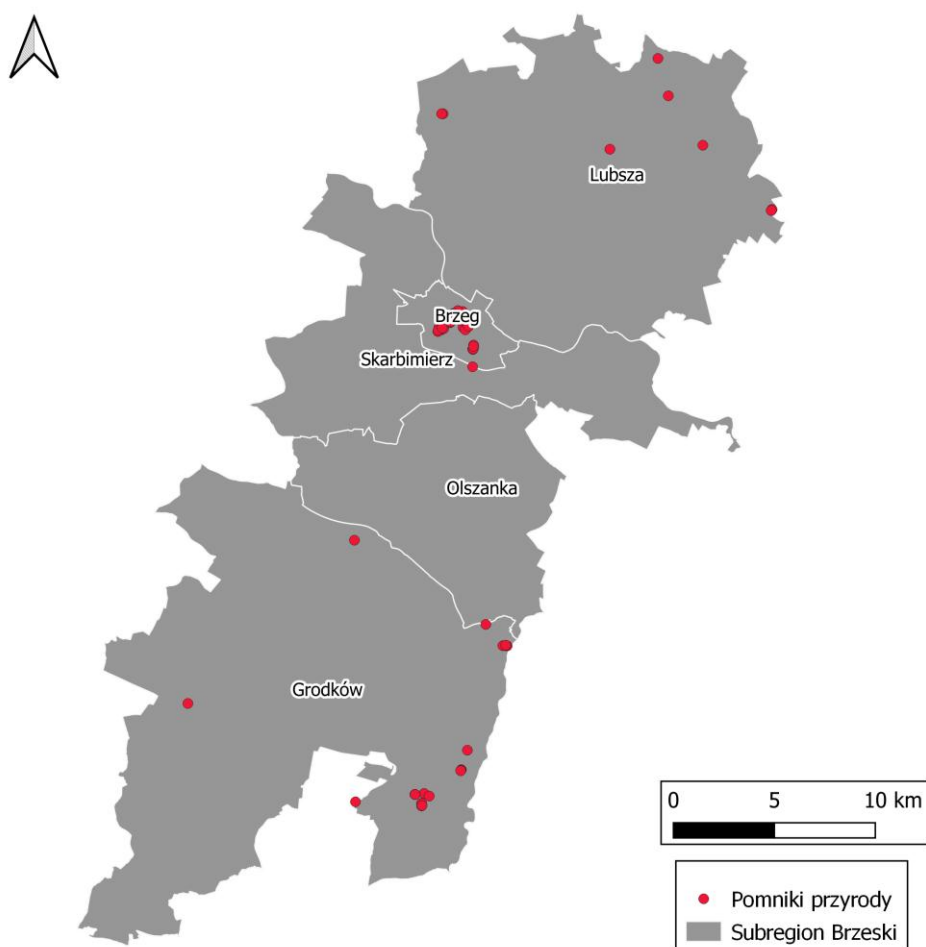 Lubsza
Brzeg
Skarbimierz
Olszanka
Grodków
0 5 10 km
Pomniki przyrody
Subregion Brzeski